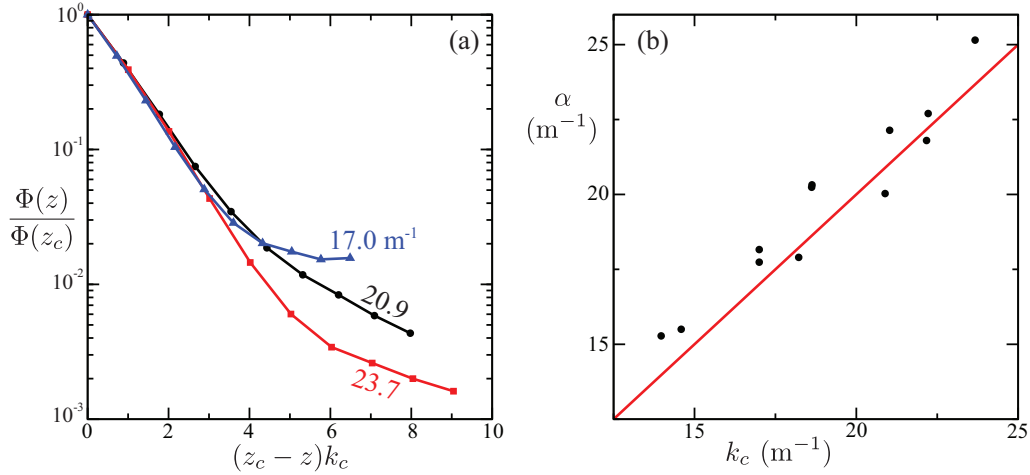 (a)
10^0
10^{-1}
10^{-2}
10^{-3}
Φ(z)
Φ(z_c)
17.0 m^{-1}
20.9
23.7
0 2 4 6 8 10
(z_c − z)k_c
(b)
25
20
15
α
(m^{-1})
15 20 25
k_c (m^{-1})